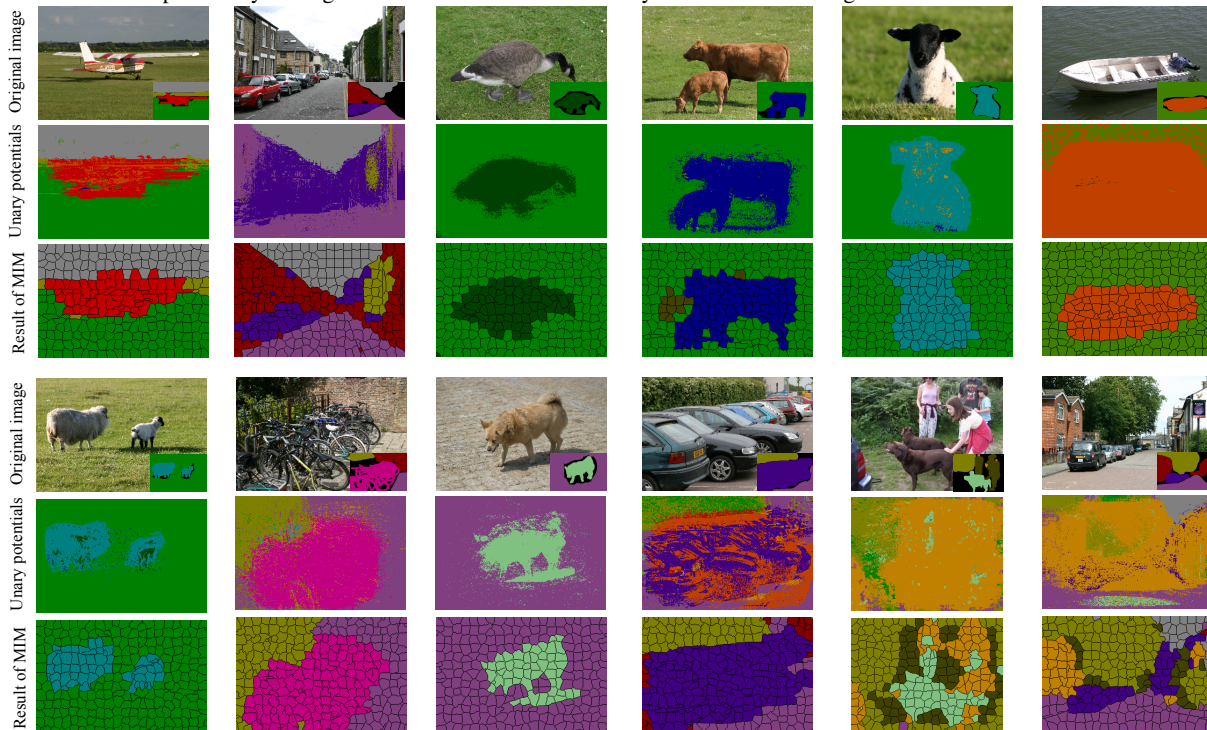 Original image
Unary potentials
Result of MIM
Original image
Unary potentials
Result of MIM